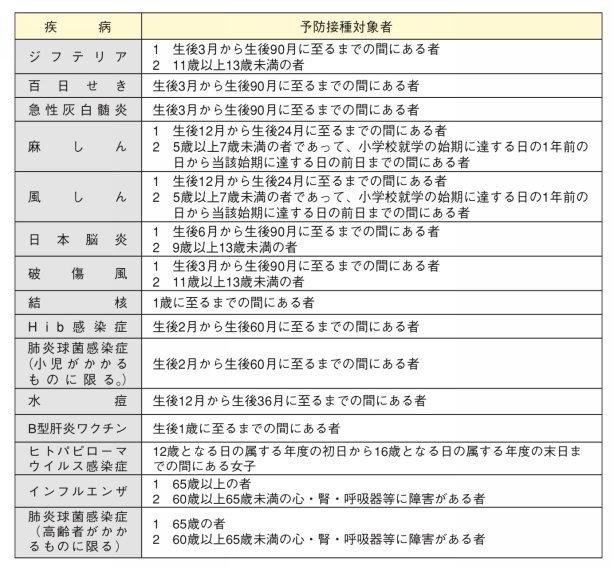 疾病 予防接種対象者
ジフテリア
1 生後3月から生後90月に至るまでの間にある者
2 11歳以上13歳未満の者
百日せき 生後3月から生後90月に至るまでの間にある者
急性灰白髄炎 生後3月から生後90月に至るまでの間にある者
麻しん
1 生後12月から生後24月に至るまでの間にある者
2 5歳以上7歳未満の者であって、小学校就学の始期に達する日の1年前の
日から当該始期に達する日の前日までの間にある者
風しん
1 生後12月から生後24月に至るまでの間にある者
2 5歳以上7歳未満の者であって、小学校就学の始期に達する日の1年前の
日から当該始期に達する日の前日までの間にある者
日本脳炎
1 生後6月から生後90月に至るまでの間にある者
2 9歳以上13未満の者
破傷風
1 生後3月から生後90月に至るまでの間にある者
2 11歳以上13未満の者
結核 1歳に至るまでの間にある者
Hib感染症 生後2月から生後60月に至るまでの間にある者
肺炎球菌感染症
(小児がかかる
ものに限る。)
生後2月から生後60月に至るまでの間にある者
水痘 生後12月から生後36月に至るまでの間にある者
B型肝炎ワクチン 生後1歳に至るまでの間にある者
ヒトパピローマ
ウイルス感染症
12歳となる日の属する年度の初日から16歳となる日の属する年度の末日ま
での間にある女子
インフルエンザ
1 65歳以上の者
2 60歳以上65歳未満の心・腎・呼吸器等に障害がある者
肺炎球菌感染症
(高齢者がかか
るものに限る)
1 65歳の者
2 60歳以上65歳未満の心・腎・呼吸器等に障害がある者